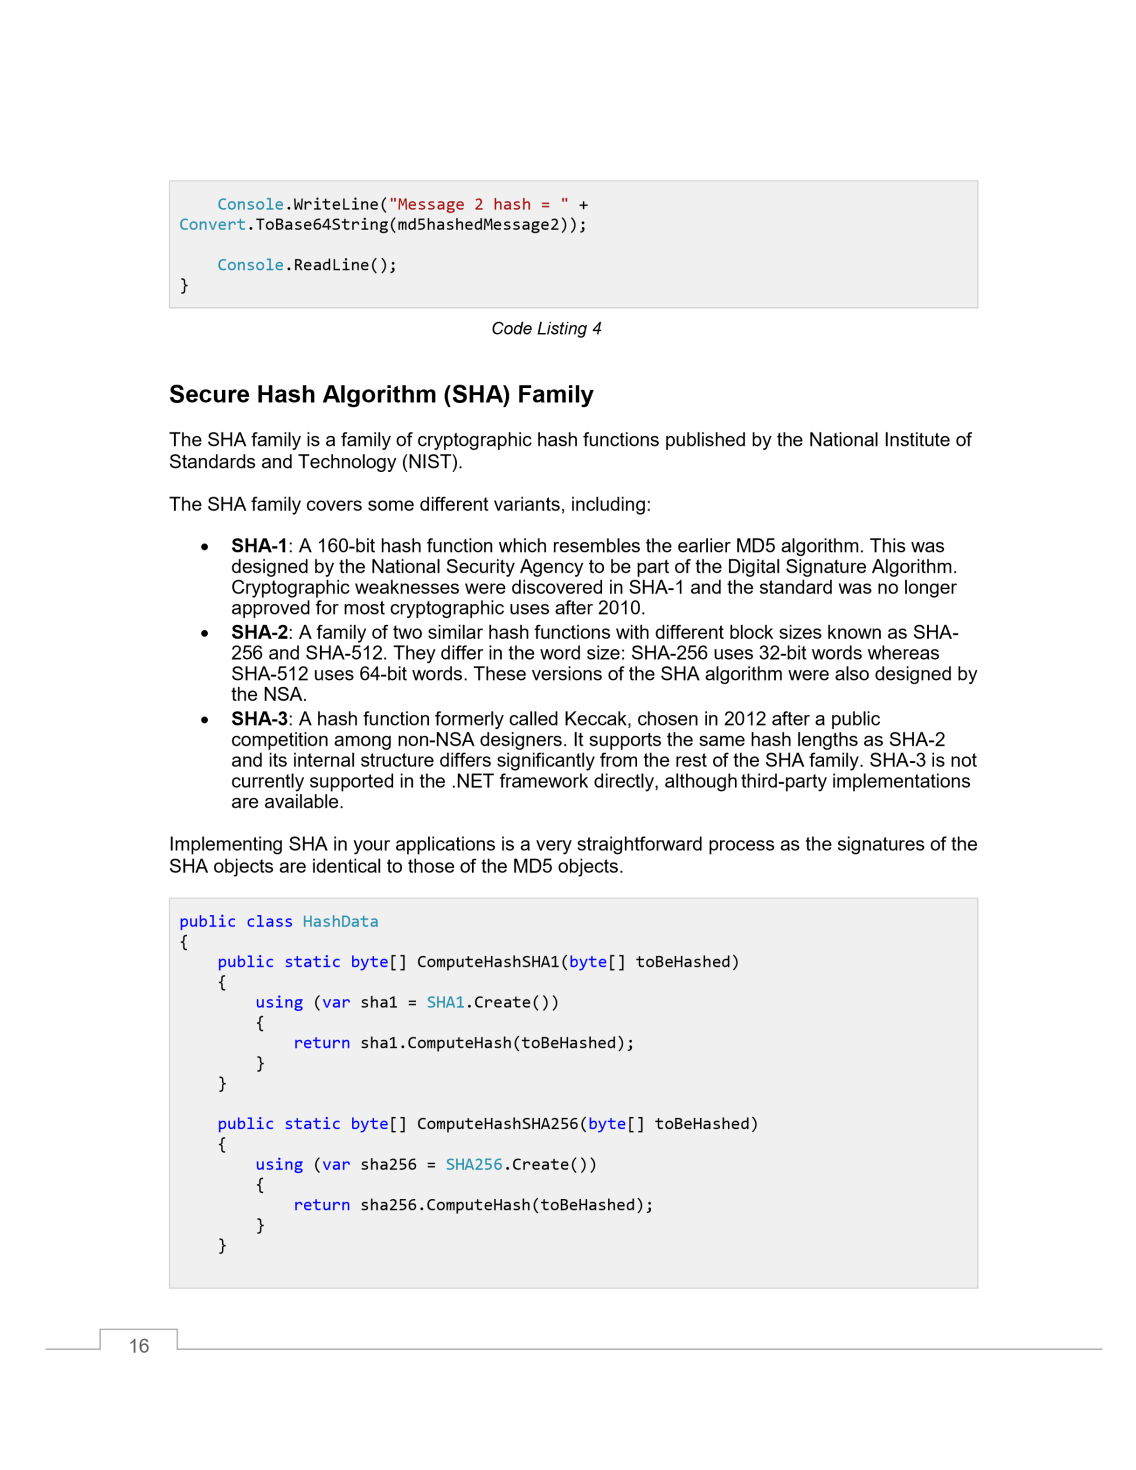 Console.WriteLine("Message 2 hash = " +
Convert.ToBase64String(md5hashedMessage2));

    Console.ReadLine();
}
Code Listing 4
Secure Hash Algorithm (SHA) Family
The SHA family is a family of cryptographic hash functions published by the National Institute of
Standards and Technology (NIST).
The SHA family covers some different variants, including:
• SHA-1: A 160-bit hash function which resembles the earlier MD5 algorithm. This was
designed by the National Security Agency to be part of the Digital Signature Algorithm.
Cryptographic weaknesses were discovered in SHA-1 and the standard was no longer
approved for most cryptographic uses after 2010.
• SHA-2: A family of two similar hash functions with different block sizes known as SHA-
256 and SHA-512. They differ in the word size: SHA-256 uses 32-bit words whereas
SHA-512 uses 64-bit words. These versions of the SHA algorithm were also designed by
the NSA.
• SHA-3: A hash function formerly called Keccak, chosen in 2012 after a public
competition among non-NSA designers. It supports the same hash lengths as SHA-2
and its internal structure differs significantly from the rest of the SHA family. SHA-3 is not
currently supported in the .NET framework directly, although third-party implementations
are available.
Implementing SHA in your applications is a very straightforward process as the signatures of the
SHA objects are identical to those of the MD5 objects.
public class HashData
{
    public static byte[] ComputeHashSHA1(byte[] toBeHashed)
    {
        using (var sha1 = SHA1.Create())
        {
            return sha1.ComputeHash(toBeHashed);
        }
    }

    public static byte[] ComputeHashSHA256(byte[] toBeHashed)
    {
        using (var sha256 = SHA256.Create())
        {
            return sha256.ComputeHash(toBeHashed);
        }
    }
16